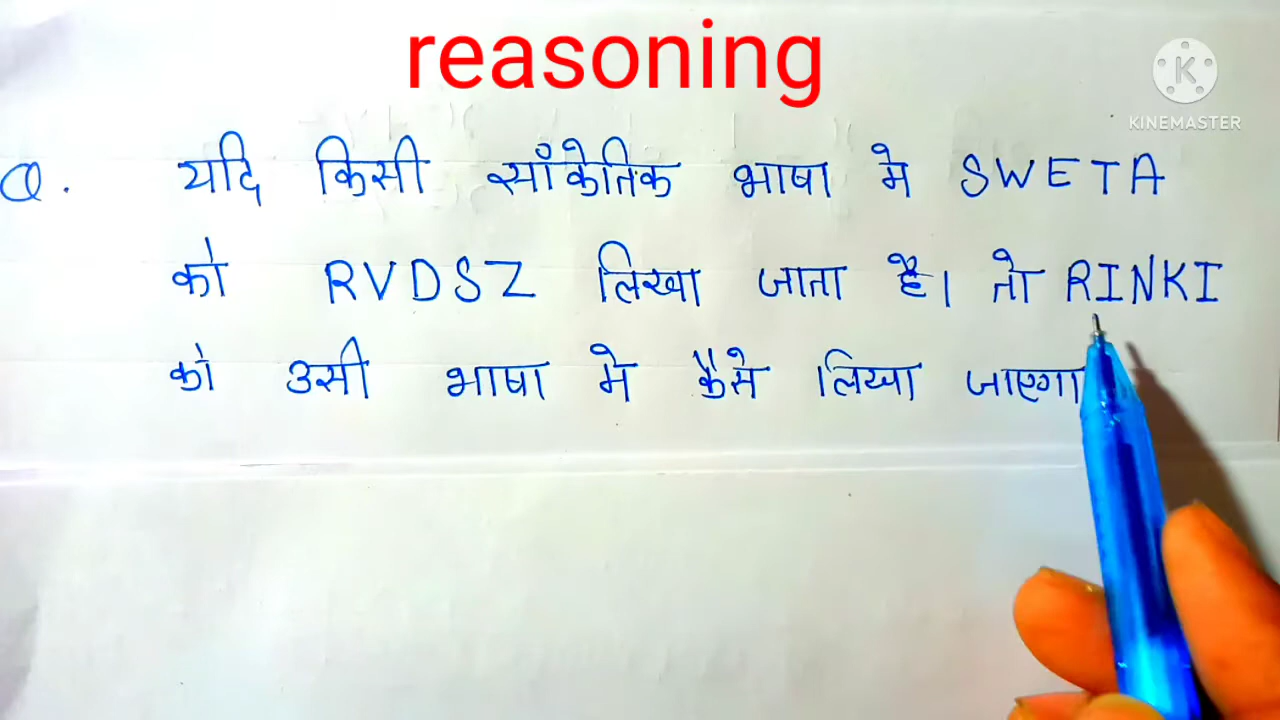 reasoning
K
KINEMASTER
Q. यदि किसी साँकेतिक भाषा मे SWETA
को RVDSZ लिखा जाता है। तो RINKI
को उसी भाषा मे कैसे लिखा जाएगा